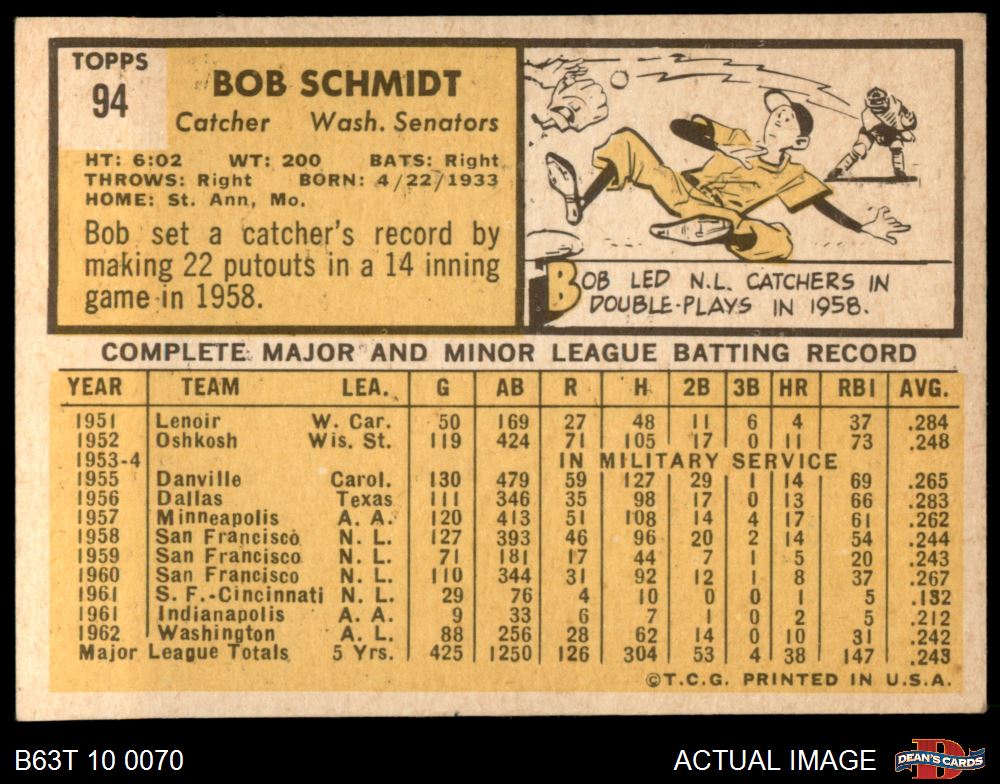 TOPPS
94
BOB SCHMIDT
Catcher Wash. Senators
HT: 6:02 WT: 200 BATS: Right
THROWS: Right BORN: 4/22/1933
HOME: St. Ann, Mo.
Bob set a catcher's record by
making 22 putouts in a 14 inning
game in 1958.
BOB LED N.L. CATCHERS IN
DOUBLE-PLAYS IN 1958.
COMPLETE MAJOR AND MINOR LEAGUE BATTING RECORD
YEAR TEAM LEA. G AB R H 2B 3B HR RBI AVG.
1951 Lenoir W. Car. 50 169 27 48 11 6 4 37 .284
1952 Oshkosh Wis. St. 119 424 71 105 17 0 11 73 .248
1953-4 IN MILITARY SERVICE
1955 Danville Carol. 130 479 59 127 29 1 14 69 .265
1956 Dallas Texas 111 346 35 98 17 0 13 66 .283
1957 Minneapolis A. A. 120 413 51 108 14 4 17 61 .262
1958 San Francisco N. L. 127 393 46 96 20 2 14 54 .244
1959 San Francisco N. L. 71 181 17 44 7 1 5 20 .243
1960 San Francisco N. L. 110 344 31 92 12 1 8 37 .267
1961 S. F.-Cincinnati N. L. 29 76 4 10 0 0 1 5 .132
1961 Indianapolis A. A. 9 33 6 7 1 0 2 5 .212
1962 Washington A. L. 88 256 28 62 14 0 10 31 .242
Major League Totals 5 Yrs. 425 1250 126 304 53 4 38 147 .243
©T.C.G. PRINTED IN U.S.A.
B63T 10 0070
ACTUAL IMAGE
DEAN'S CARDS